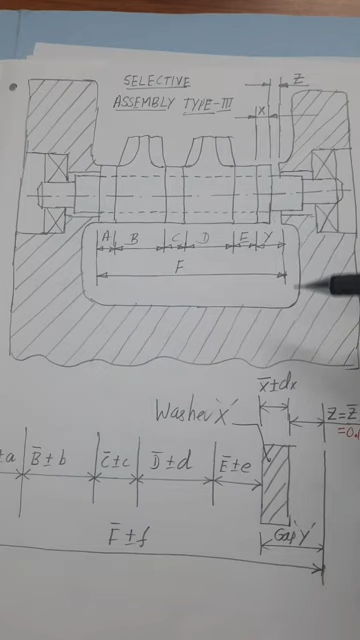 SELECTIVE
ASSEMBLY TYPE-III
Z
X
A B C D E Y
F
X̄±dx
Washer 'X'
Z=Z̄
=0.
±a B̄±b C̄±c D̄±d Ē±e
Gap 'Y'
F̄±f